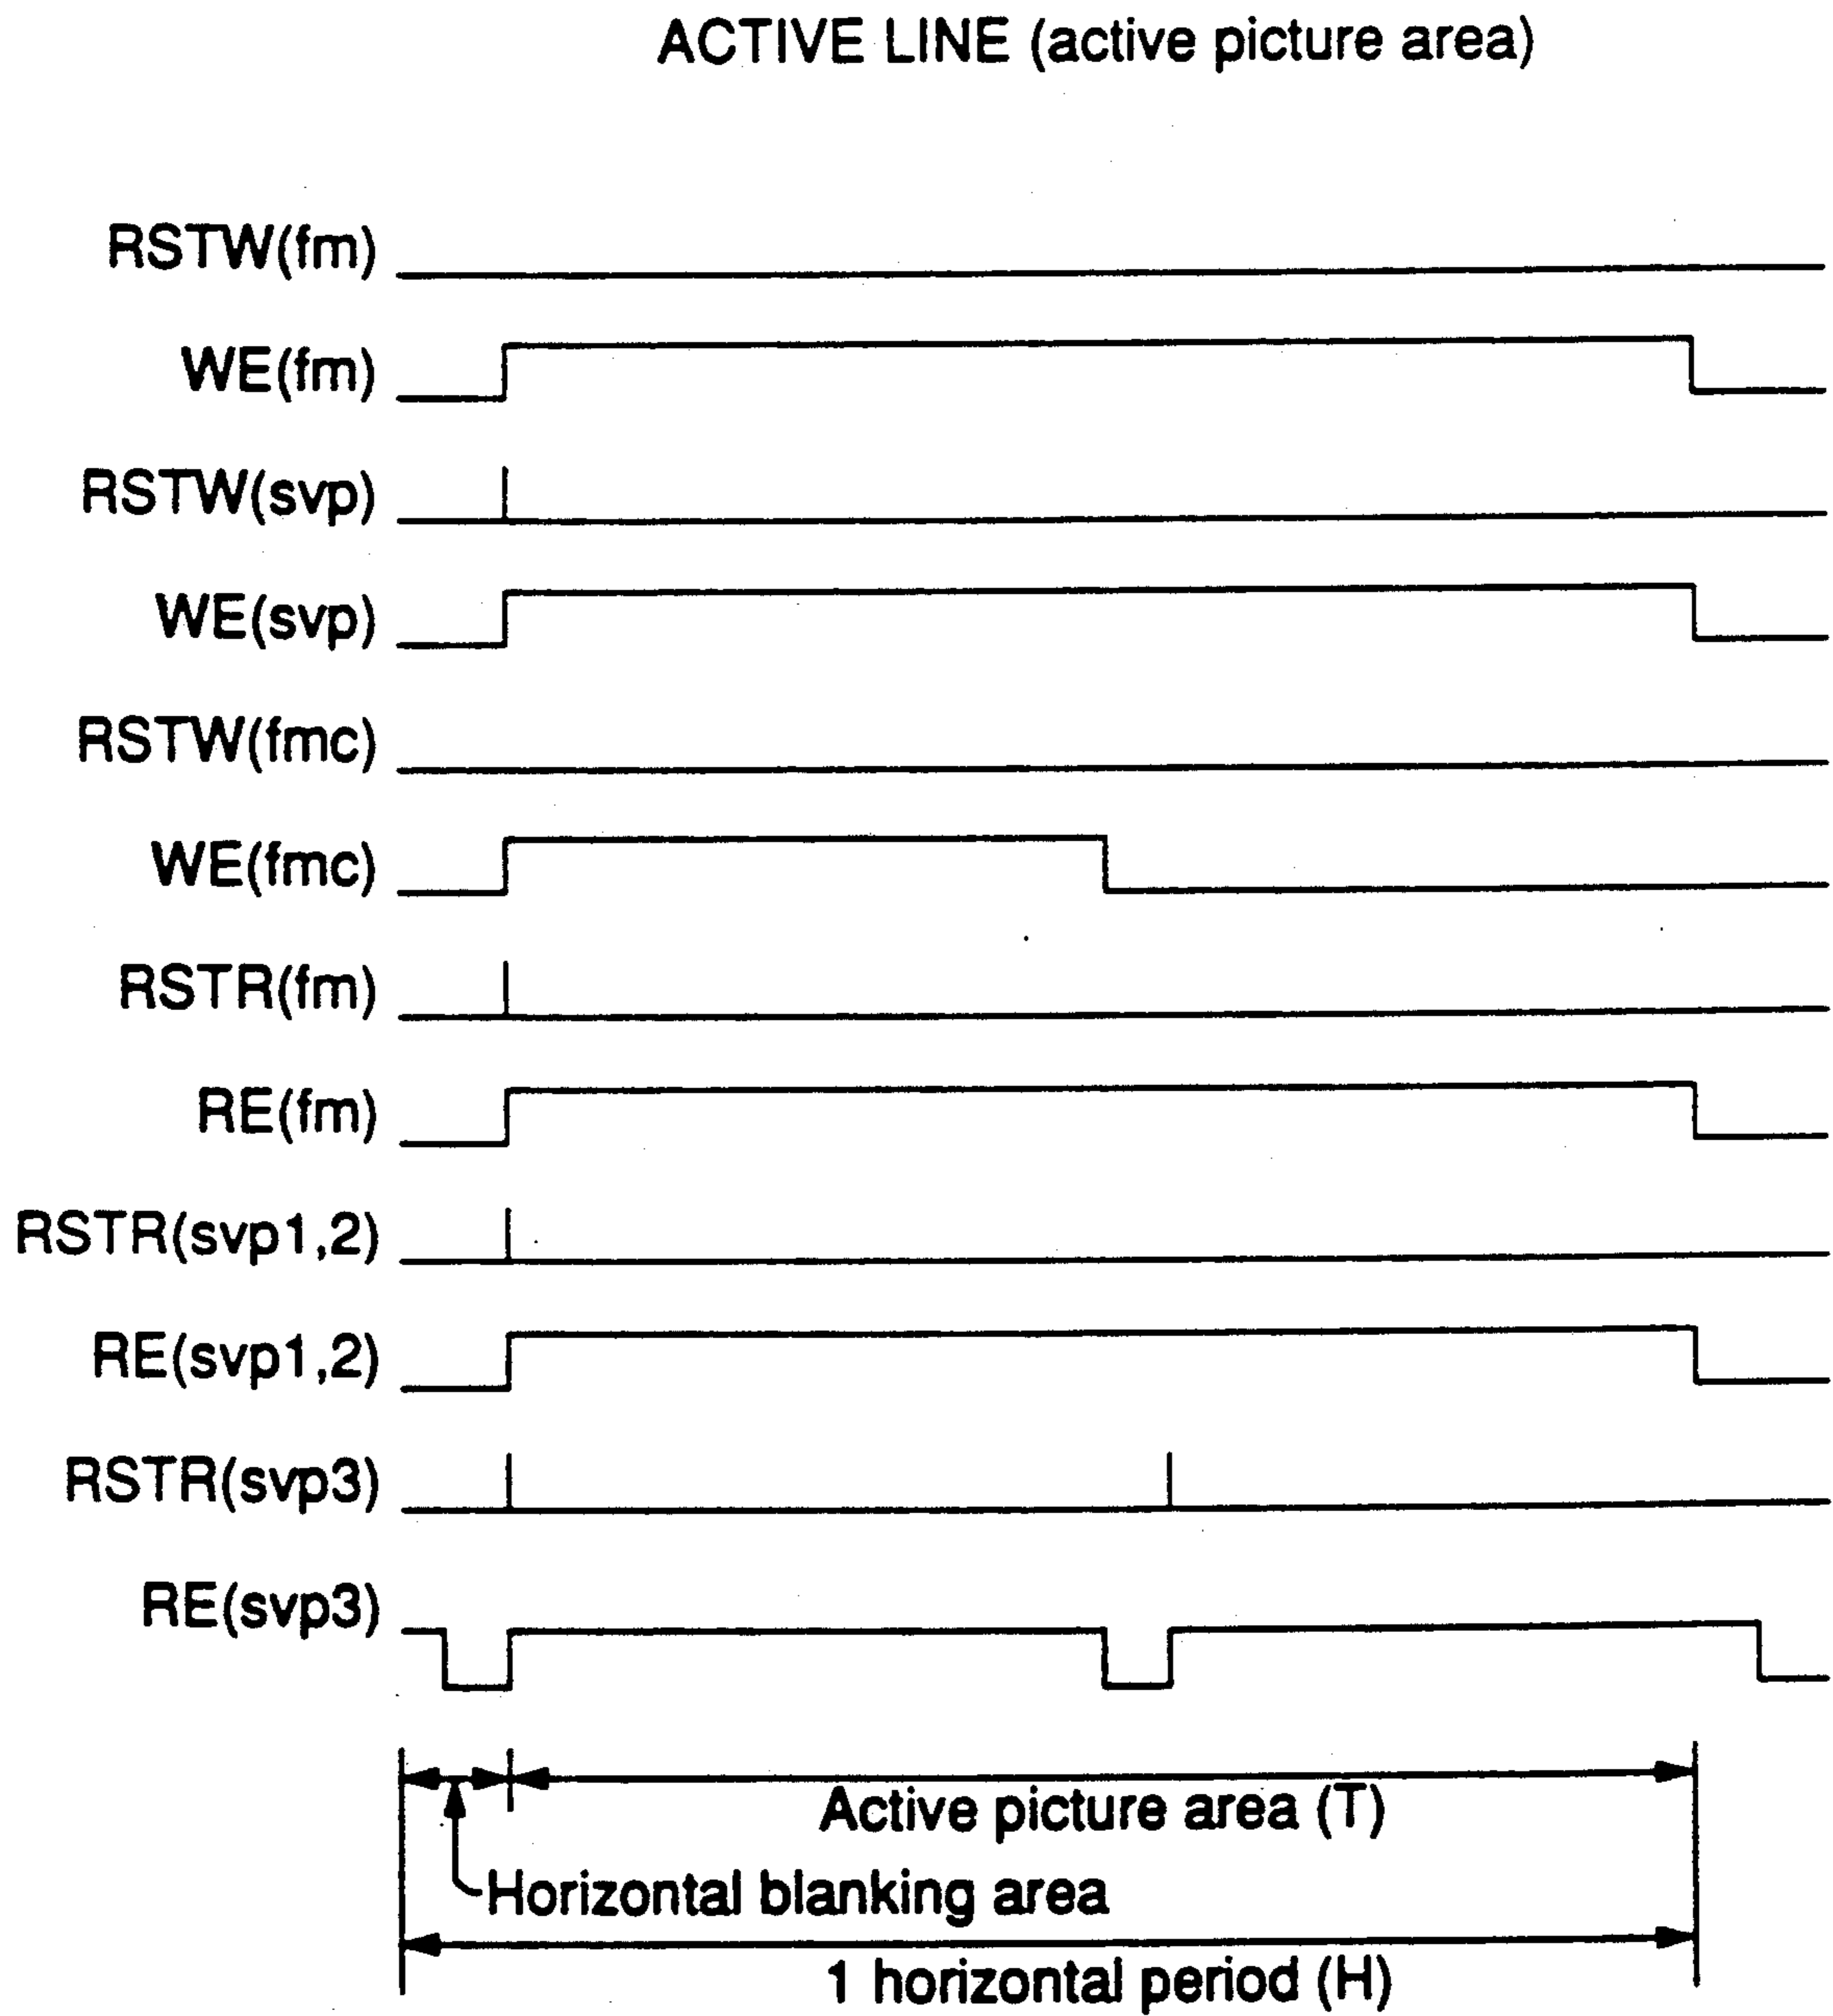 ACTIVE LINE (active picture area)
RSTW(fm)
WE(fm)
RSTW(svp)
WE(svp)
RSTW(fmc)
WE(fmc)
RSTR(fm)
RE(fm)
RSTR(svp1,2)
RE(svp1,2)
RSTR(svp3)
RE(svp3)
Active picture area (T)
Horizontal blanking area
1 horizontal period (H)